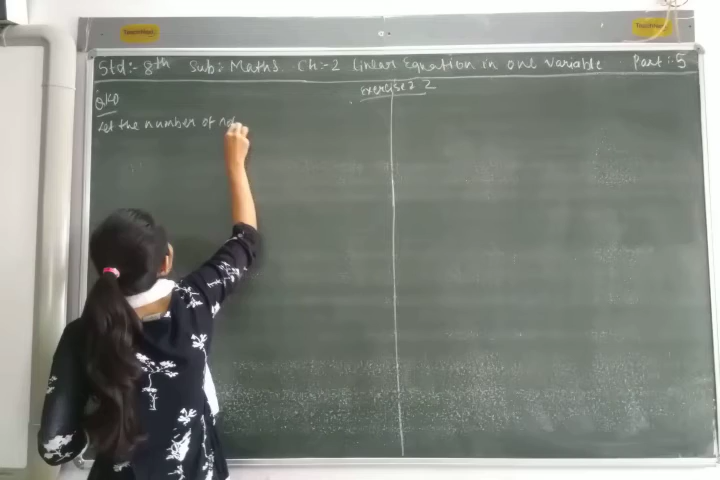 Std:- 8th Sub:- Maths. Ch:-2 Linear Equation in one variable Part:-5
Exercise 2.2
Let the number of